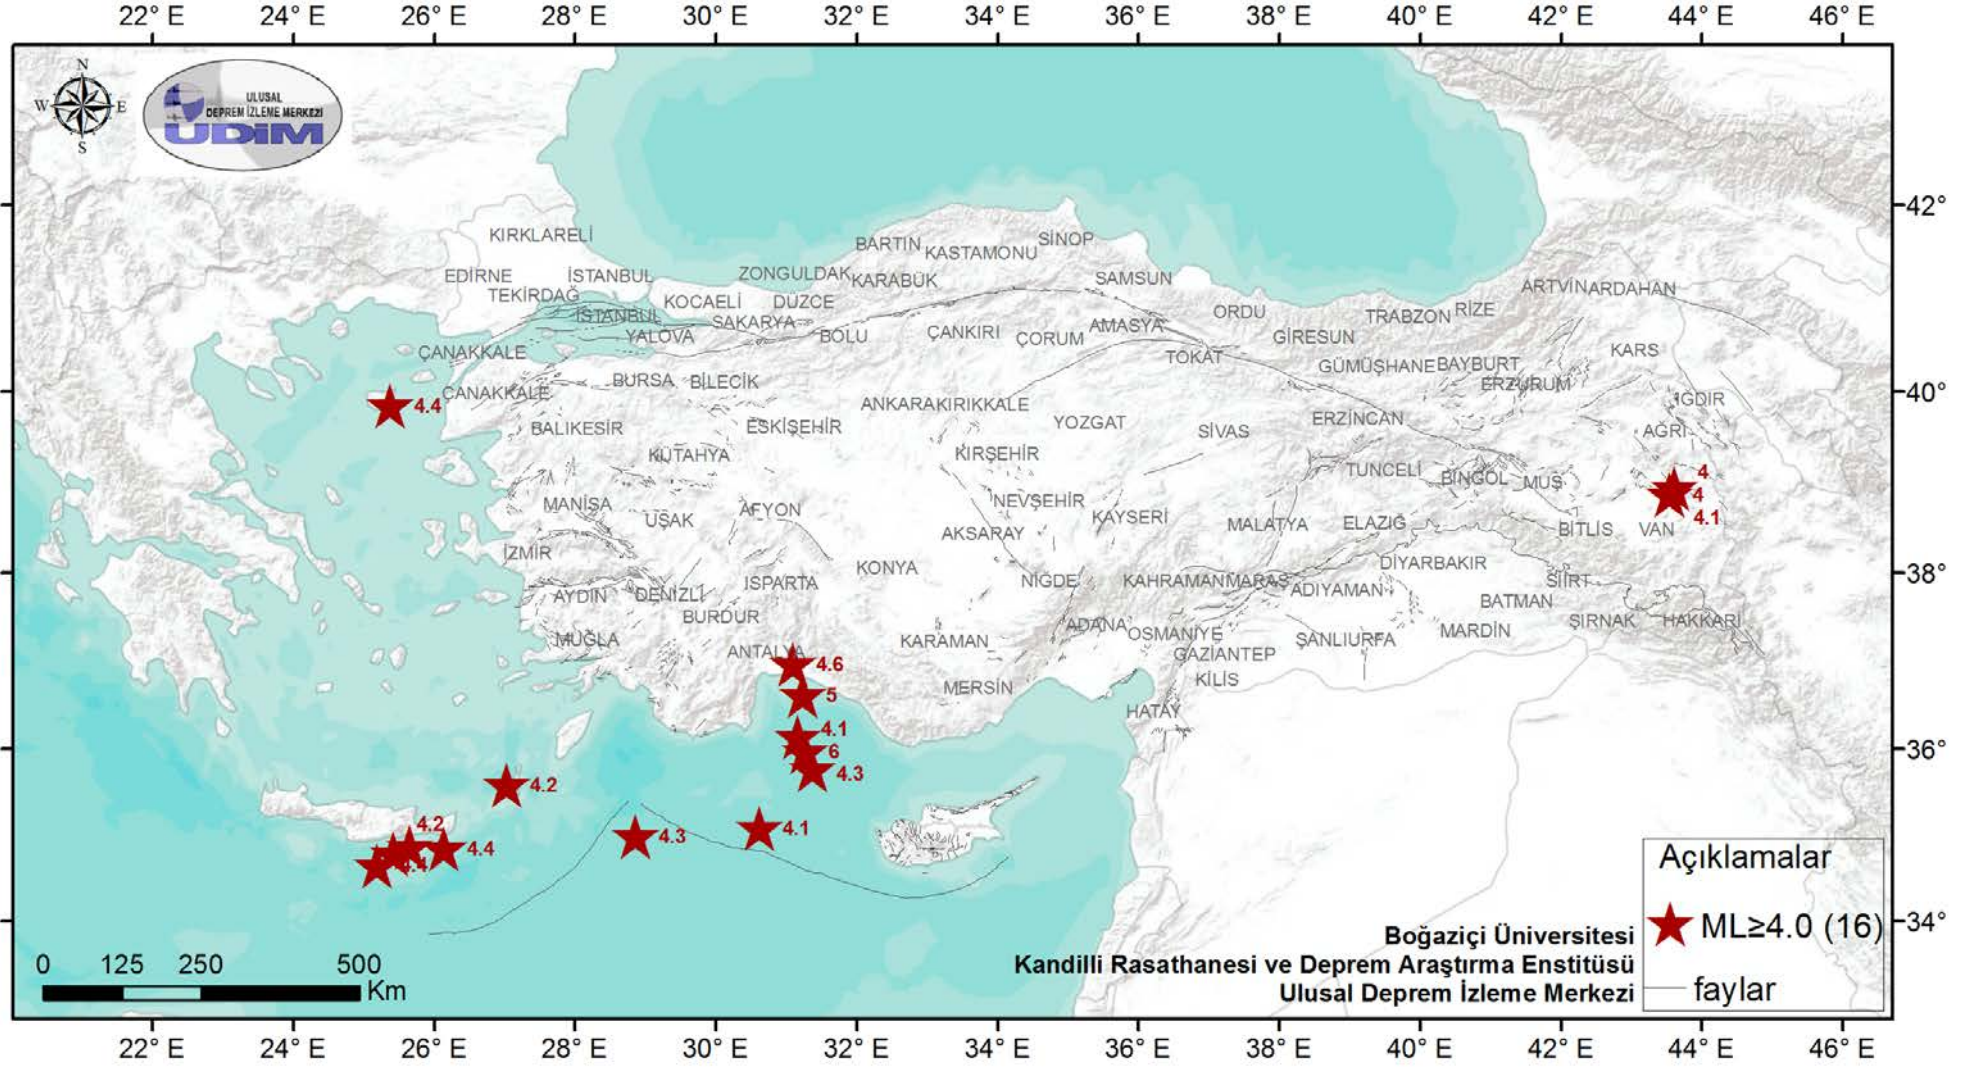 22° E 24° E 26° E 28° E 30° E 32° E 34° E 36° E 38° E 40° E 42° E 44° E 46° E
N
W E
S
ULUSAL
DEPREM İZLEME MERKEZİ
UDİM
42°
40°
38°
36°
34°
KIRKLARELİ
EDİRNE
İSTANBUL
TEKİRDAĞ
İSTANBUL
KOCAELİ
YALOVA
SAKARYA
DÜZCE
ZONGULDAK
BARTIN
KARABÜK
KASTAMONU
SİNOP
SAMSUN
BOLU
ÇANKIRI
ÇORUM
AMASYA
TOKAT
ORDU
GİRESUN
TRABZON
RİZE
ARTVİN
ARDAHAN
KARS
GÜMÜŞHANE
BAYBURT
ERZURUM
IĞDIR
AĞRI
ÇANAKKALE
ÇANAKKALE
BURSA
BİLECİK
BALIKESİR
ESKİŞEHİR
ANKARA
KIRIKKALE
YOZGAT
SİVAS
ERZİNCAN
KÜTAHYA
KIRŞEHİR
TUNCELİ
BİNGÖL
MUŞ
MANİSA
UŞAK
AFYON
NEVŞEHİR
AKSARAY
KAYSERİ
MALATYA
ELAZIĞ
BİTLİS
VAN
İZMİR
KONYA
NİĞDE
KAHRAMANMARAŞ
ADIYAMAN
DİYARBAKIR
SİİRT
BATMAN
ŞIRNAK
HAKKARİ
AYDIN
DENİZLİ
ISPARTA
BURDUR
MUĞLA
ANTALYA
KARAMAN
MERSİN
ADANA
OSMANİYE
GAZİANTEP
KİLİS
HATAY
ŞANLIURFA
MARDİN
4.4
4
4
4.1
4.6
5
4.1
6
4.3
4.2
4.2
4.4
4.3
4.1
0 125 250 500
Km
Boğaziçi Üniversitesi
Kandilli Rasathanesi ve Deprem Araştırma Enstitüsü
Ulusal Deprem İzleme Merkezi
Açıklamalar
ML≥4.0 (16)
faylar
22° E 24° E 26° E 28° E 30° E 32° E 34° E 36° E 38° E 40° E 42° E 44° E 46° E